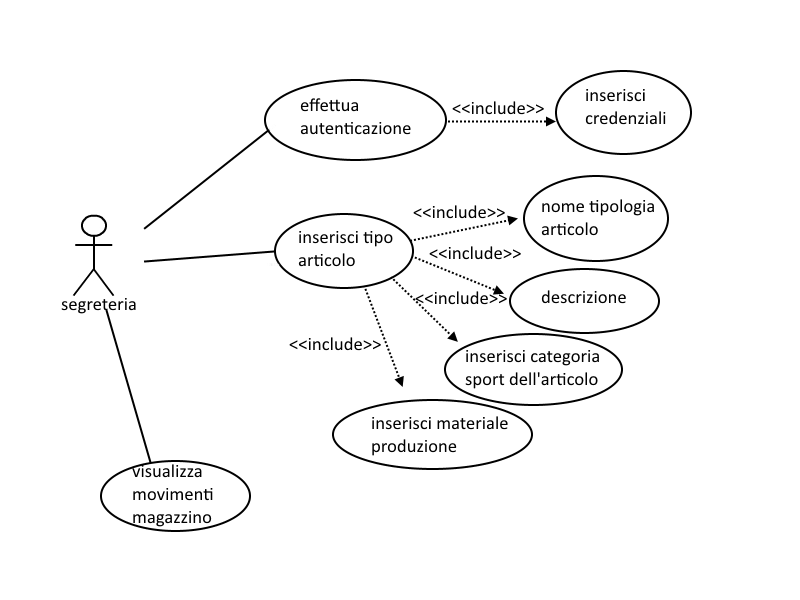 effettua
autenticazione
<<include>>
inserisci
credenziali
inserisci tipo
articolo
<<include>>
nome tipologia
articolo
<<include>>
descrizione
<<include>>
inserisci categoria
sport dell'articolo
<<include>>
inserisci materiale
produzione
segreteria
visualizza
movimenti
magazzino